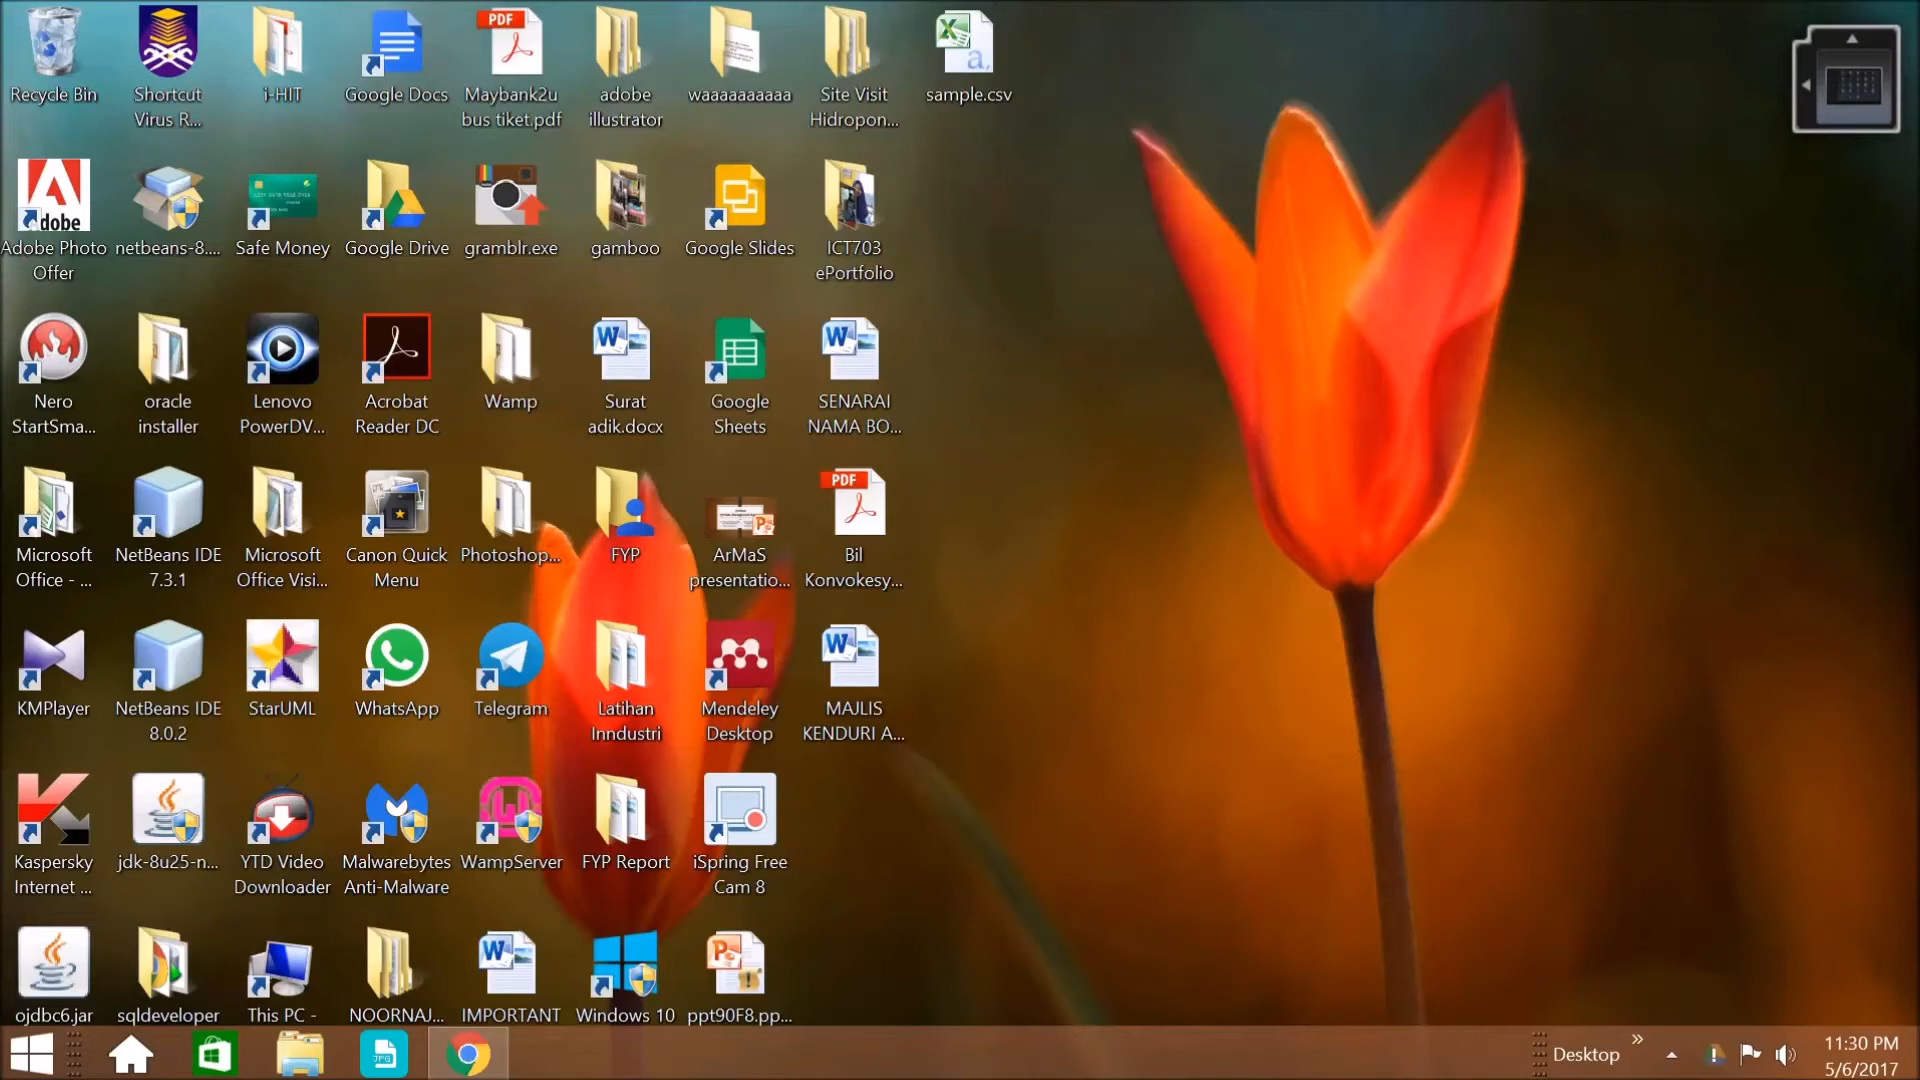 Recycle Bin
Shortcut
Virus R...
i-HIT
Google Docs
PDF
Maybank2u
bus tiket.pdf
adobe
illustrator
waaaaaaaaaa
Site Visit
Hidropon...
a,
sample.csv
Adobe
Adobe Photo
Offer
netbeans-8....
Safe Money
Google Drive
gramblr.exe
gamboo
Google Slides
ICT703
ePortfolio
Nero
StartSma...
oracle
installer
Lenovo
PowerDV...
Acrobat
Reader DC
Wamp
Surat
adik.docx
Google
Sheets
SENARAI
NAMA BO...
Microsoft
Office - ...
NetBeans IDE
7.3.1
Microsoft
Office Visi...
Canon Quick
Menu
Photoshop...
FYP
ArMaS
presentatio...
PDF
Bil
Konvokesy...
KMPlayer
NetBeans IDE
8.0.2
StarUML
WhatsApp
Telegram
Latihan
Inndustri
Mendeley
Desktop
MAJLIS
KENDURI A...
Kaspersky
Internet ...
jdk-8u25-n...
YTD Video
Downloader
Malwarebytes
Anti-Malware
WampServer
FYP Report
iSpring Free
Cam 8
ojdbc6.jar
sqldeveloper
This PC -
NOORNAJ...
IMPORTANT
Windows 10
ppt90F8.pp...
JPG
Desktop
11:30 PM
5/6/2017